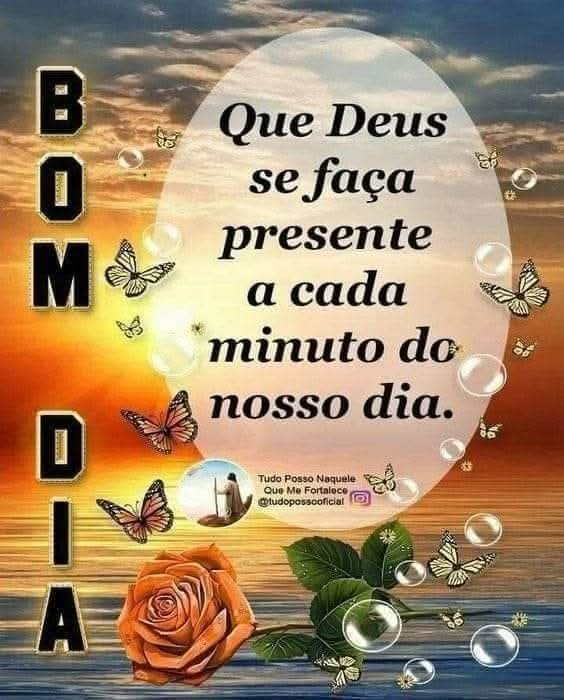 BOM
DIA
Que Deus
se faça
presente
a cada
minuto do
nosso dia.
Tudo Posso Naquele
Que Me Fortalece
@tudopossooficial